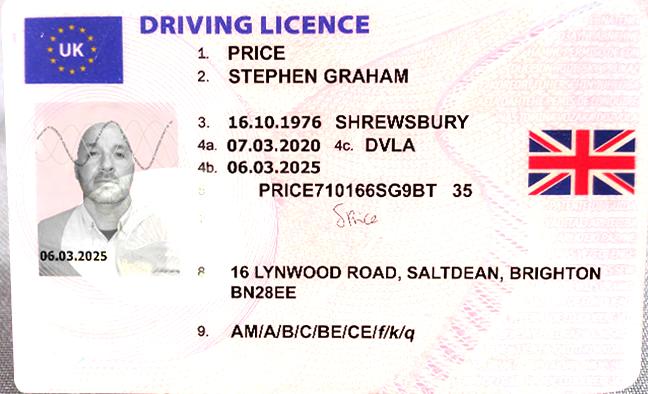 DRIVING LICENCE
UK
1. PRICE
2. STEPHEN GRAHAM
3. 16.10.1976 SHREWSBURY
4a. 07.03.2020 4c. DVLA
4b. 06.03.2025
PRICE710166SG9BT 35
SPrice
06.03.2025
8 16 LYNWOOD ROAD, SALTDEAN, BRIGHTON
BN28EE
9. AM/A/B/C/BE/CE/f/k/q